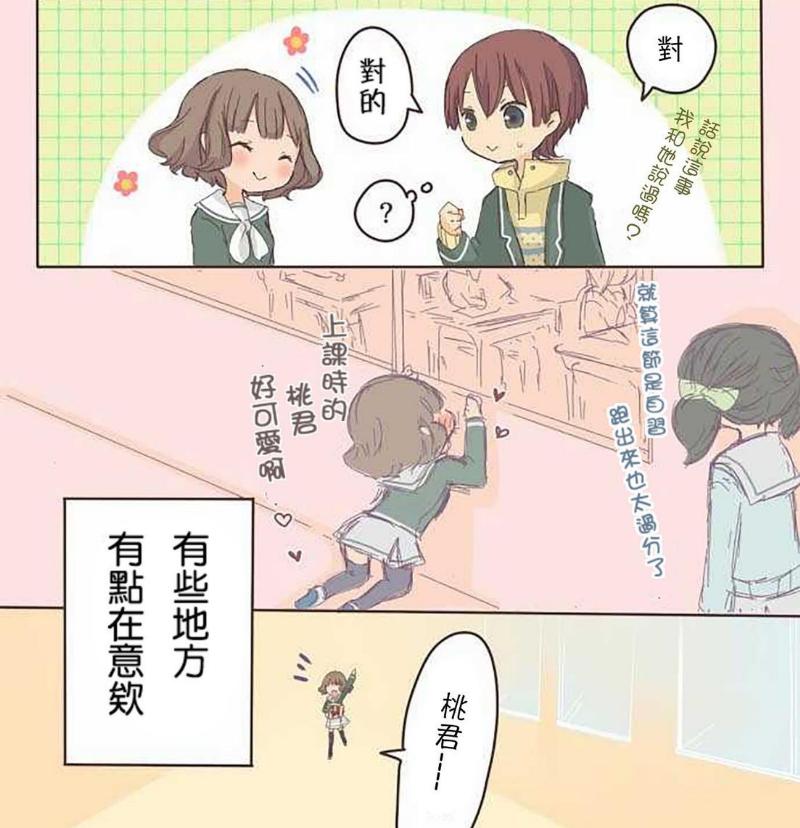 對
話說這事
我和她說過嗎？
對的
？
就算這節是自習
跑出來也太過分了
上課時的
桃君
好可愛啊
有些地方
有點在意欸
桃君----